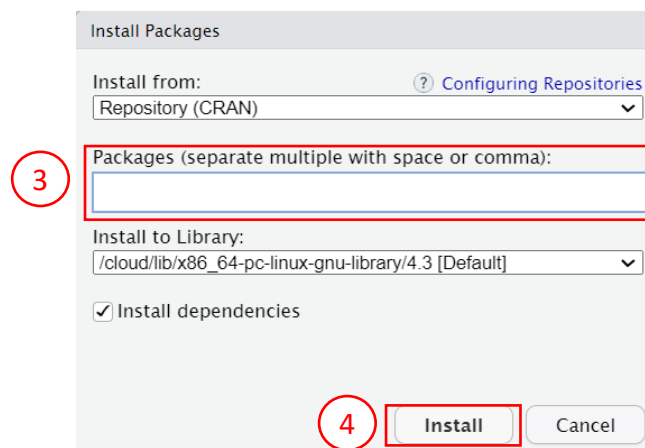 Install Packages
Install from:
? Configuring Repositories
Repository (CRAN)
3
Packages (separate multiple with space or comma):
Install to Library:
/cloud/lib/x86_64-pc-linux-gnu-library/4.3 [Default]
Install dependencies
4
Install
Cancel